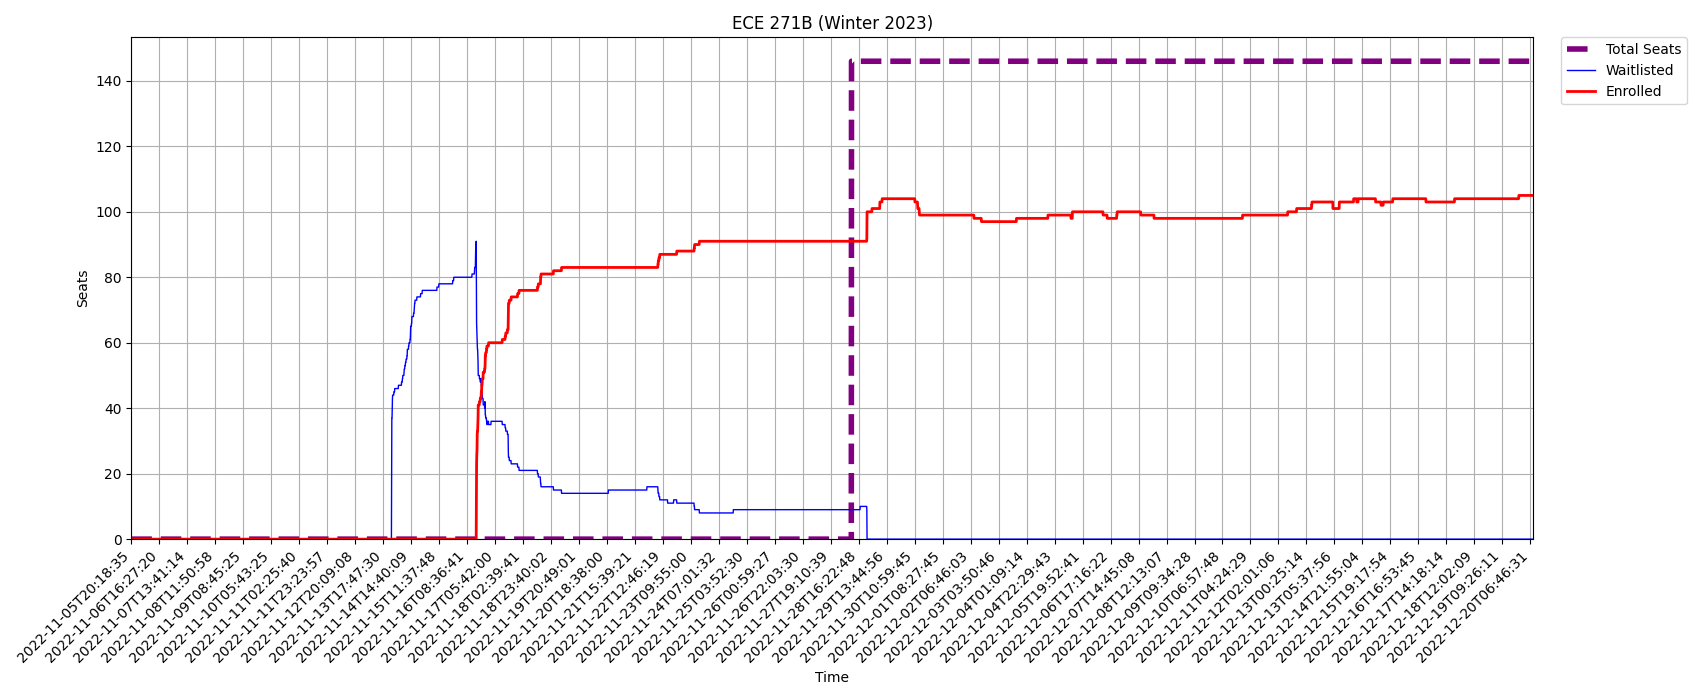 ECE 271B (Winter 2023)
Total Seats
Waitlisted
Enrolled
Seats
140
120
100
80
60
40
20
0
2022-11-05T20:18:35
2022-11-06T16:27:20
2022-11-07T13:41:14
2022-11-08T11:50:58
2022-11-09T08:45:25
2022-11-10T05:43:25
2022-11-11T02:25:40
2022-11-11T23:23:57
2022-11-12T20:09:08
2022-11-13T17:47:30
2022-11-14T14:40:09
2022-11-15T11:37:48
2022-11-16T08:36:41
2022-11-17T05:42:00
2022-11-18T02:39:41
2022-11-18T23:40:02
2022-11-19T20:49:01
2022-11-20T18:38:00
2022-11-21T15:39:21
2022-11-22T12:46:19
2022-11-23T09:55:00
2022-11-24T07:01:32
2022-11-25T03:52:30
2022-11-26T00:59:27
2022-11-26T22:03:30
2022-11-27T19:10:39
2022-11-28T16:22:48
2022-11-29T13:44:56
2022-11-30T10:59:45
2022-12-01T08:27:45
2022-12-02T06:46:03
2022-12-03T03:50:46
2022-12-04T01:09:14
2022-12-04T22:29:43
2022-12-05T19:52:41
2022-12-06T17:16:22
2022-12-07T14:45:08
2022-12-08T12:13:07
2022-12-09T09:34:28
2022-12-10T06:57:48
2022-12-11T04:24:29
2022-12-12T02:01:06
2022-12-13T00:25:14
2022-12-13T05:37:56
2022-12-14T21:55:04
2022-12-15T19:17:54
2022-12-16T16:53:45
2022-12-17T14:18:14
2022-12-18T12:02:09
2022-12-19T09:26:11
2022-12-20T06:46:31
Time